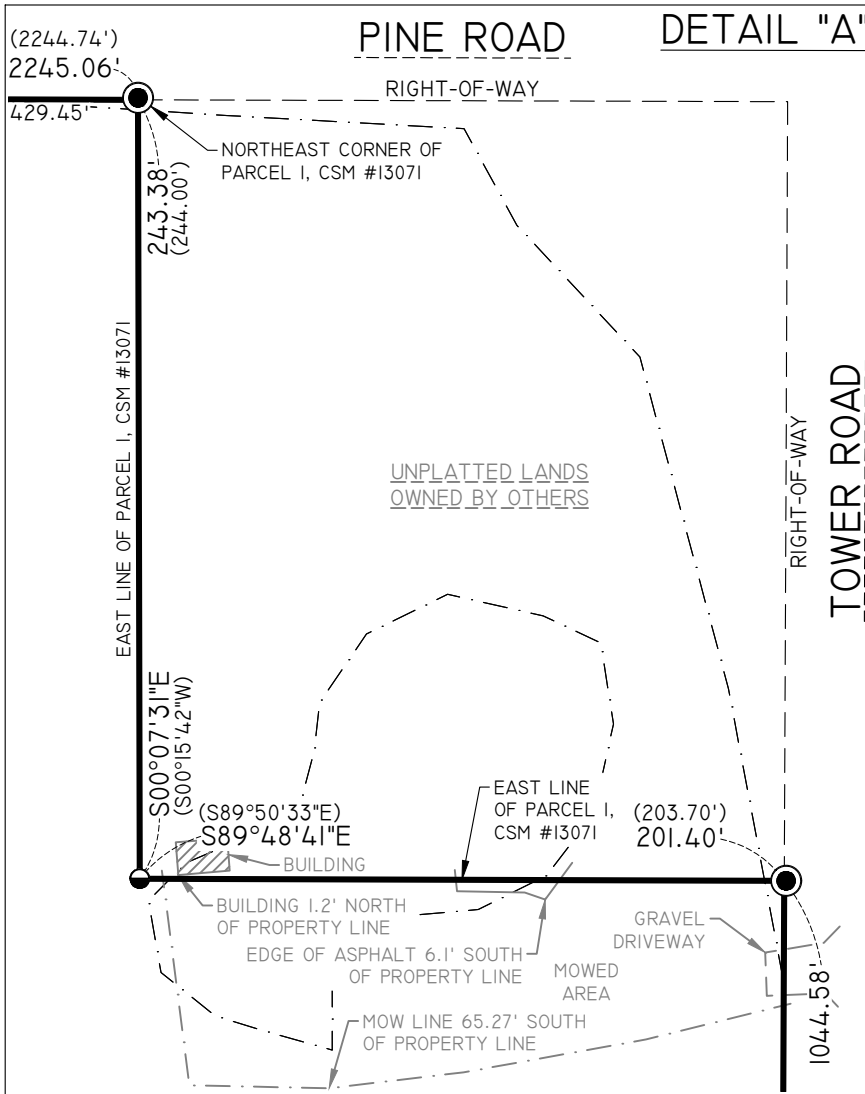 PINE ROAD
DETAIL "A"
(2244.74')
2245.06'
429.45'
RIGHT-OF-WAY
NORTHEAST CORNER OF
PARCEL 1, CSM #13071
243.38'
(244.00')
EAST LINE OF PARCEL 1, CSM #13071
UNPLATTED LANDS
OWNED BY OTHERS
RIGHT-OF-WAY
TOWER ROAD
S00°07'31"E
(S00°15'42"W)
(S89°50'33"E)
S89°48'41"E
BUILDING
EAST LINE
OF PARCEL 1,
CSM #13071
(203.70')
201.40'
BUILDING 1.2' NORTH
OF PROPERTY LINE
EDGE OF ASPHALT 6.1' SOUTH
OF PROPERTY LINE
MOWED
AREA
GRAVEL
DRIVEWAY
MOW LINE 65.27' SOUTH
OF PROPERTY LINE
1044.58'